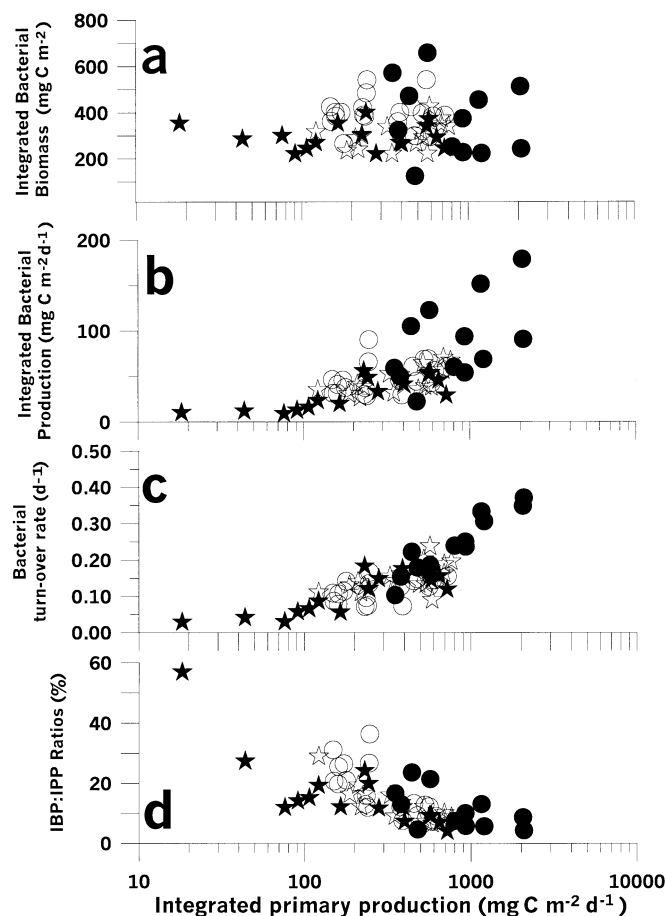 800
600
400
200
a
Integrated Bacterial
Biomass (mg C m-2)
200
100
0
b
Integrated Bacterial
Production (mg C m-2d-1)
0.50
0.40
0.30
0.20
0.10
0.00
c
Bacterial
turn-over rate (d-1)
60
40
20
0
d
IBP:IPP Ratios (%)
10 100 1000 10000
Integrated primary production (mg C m-2 d-1)